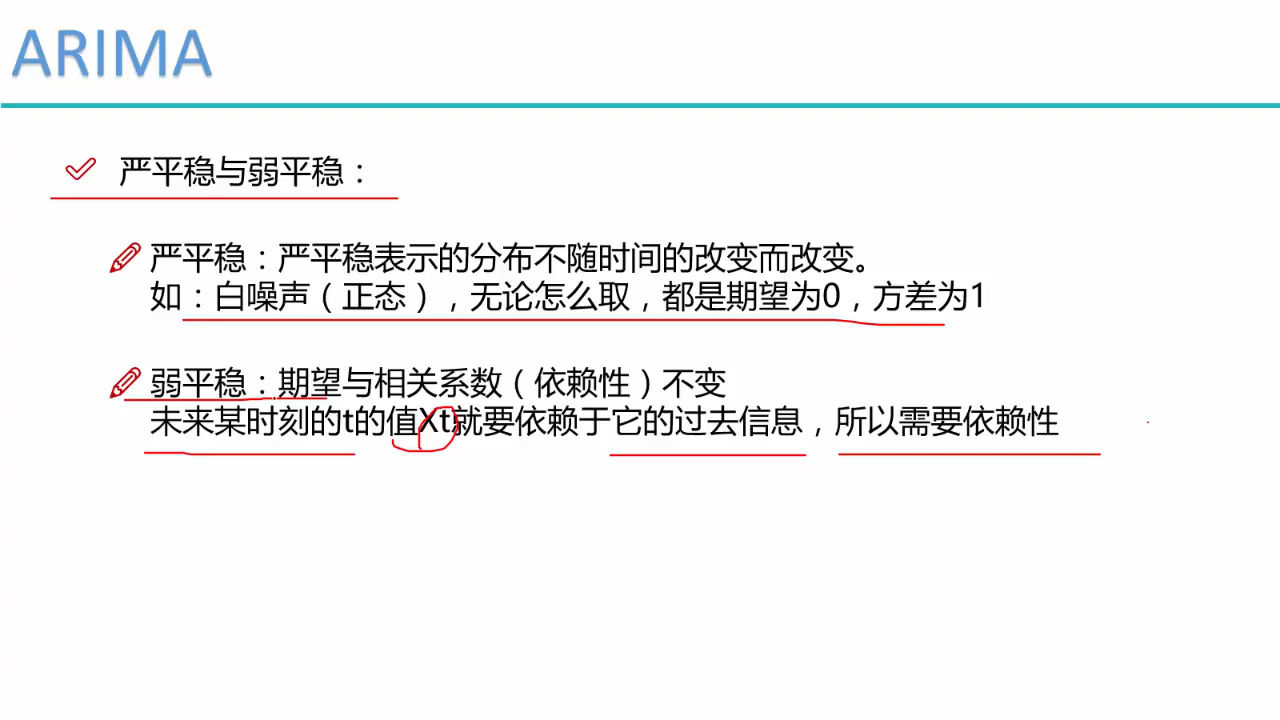 ARIMA
严平稳与弱平稳：
严平稳：严平稳表示的分布不随时间的改变而改变。
如：白噪声（正态），无论怎么取，都是期望为0，方差为1
弱平稳：期望与相关系数（依赖性）不变
未来某时刻的t的值Xt就要依赖于它的过去信息，所以需要依赖性